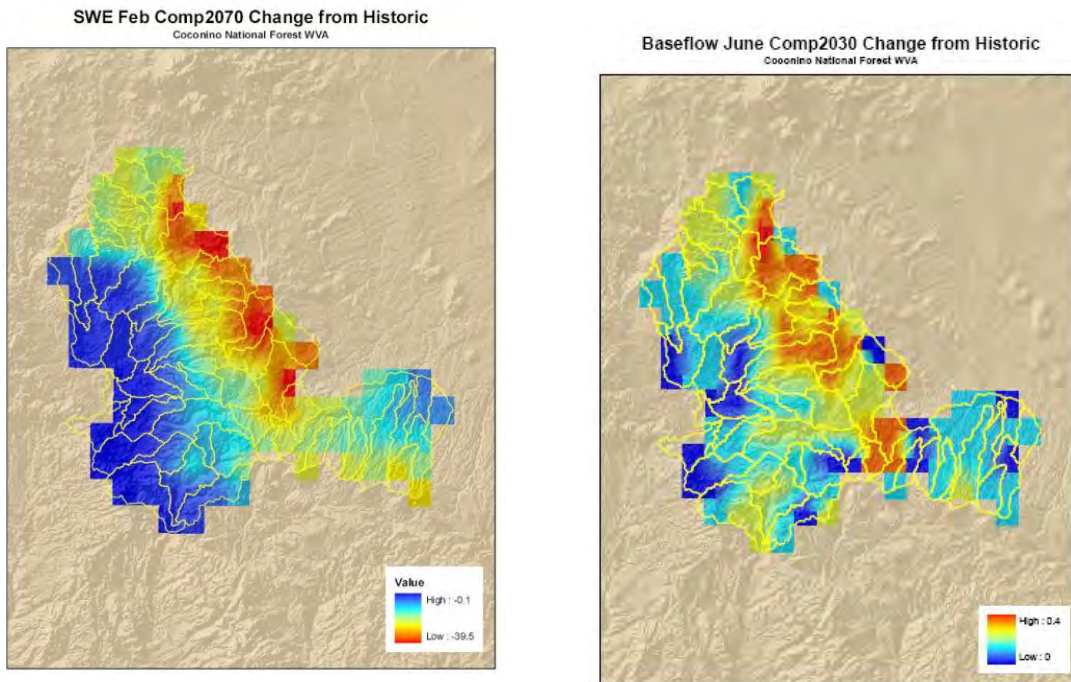 SWE Feb Comp2070 Change from Historic
Coconino National Forest WVA
Value
High : -0.1
Low : -39.5
Baseflow June Comp2030 Change from Historic
Coconino National Forest WVA
High : 0.4
Low : 0